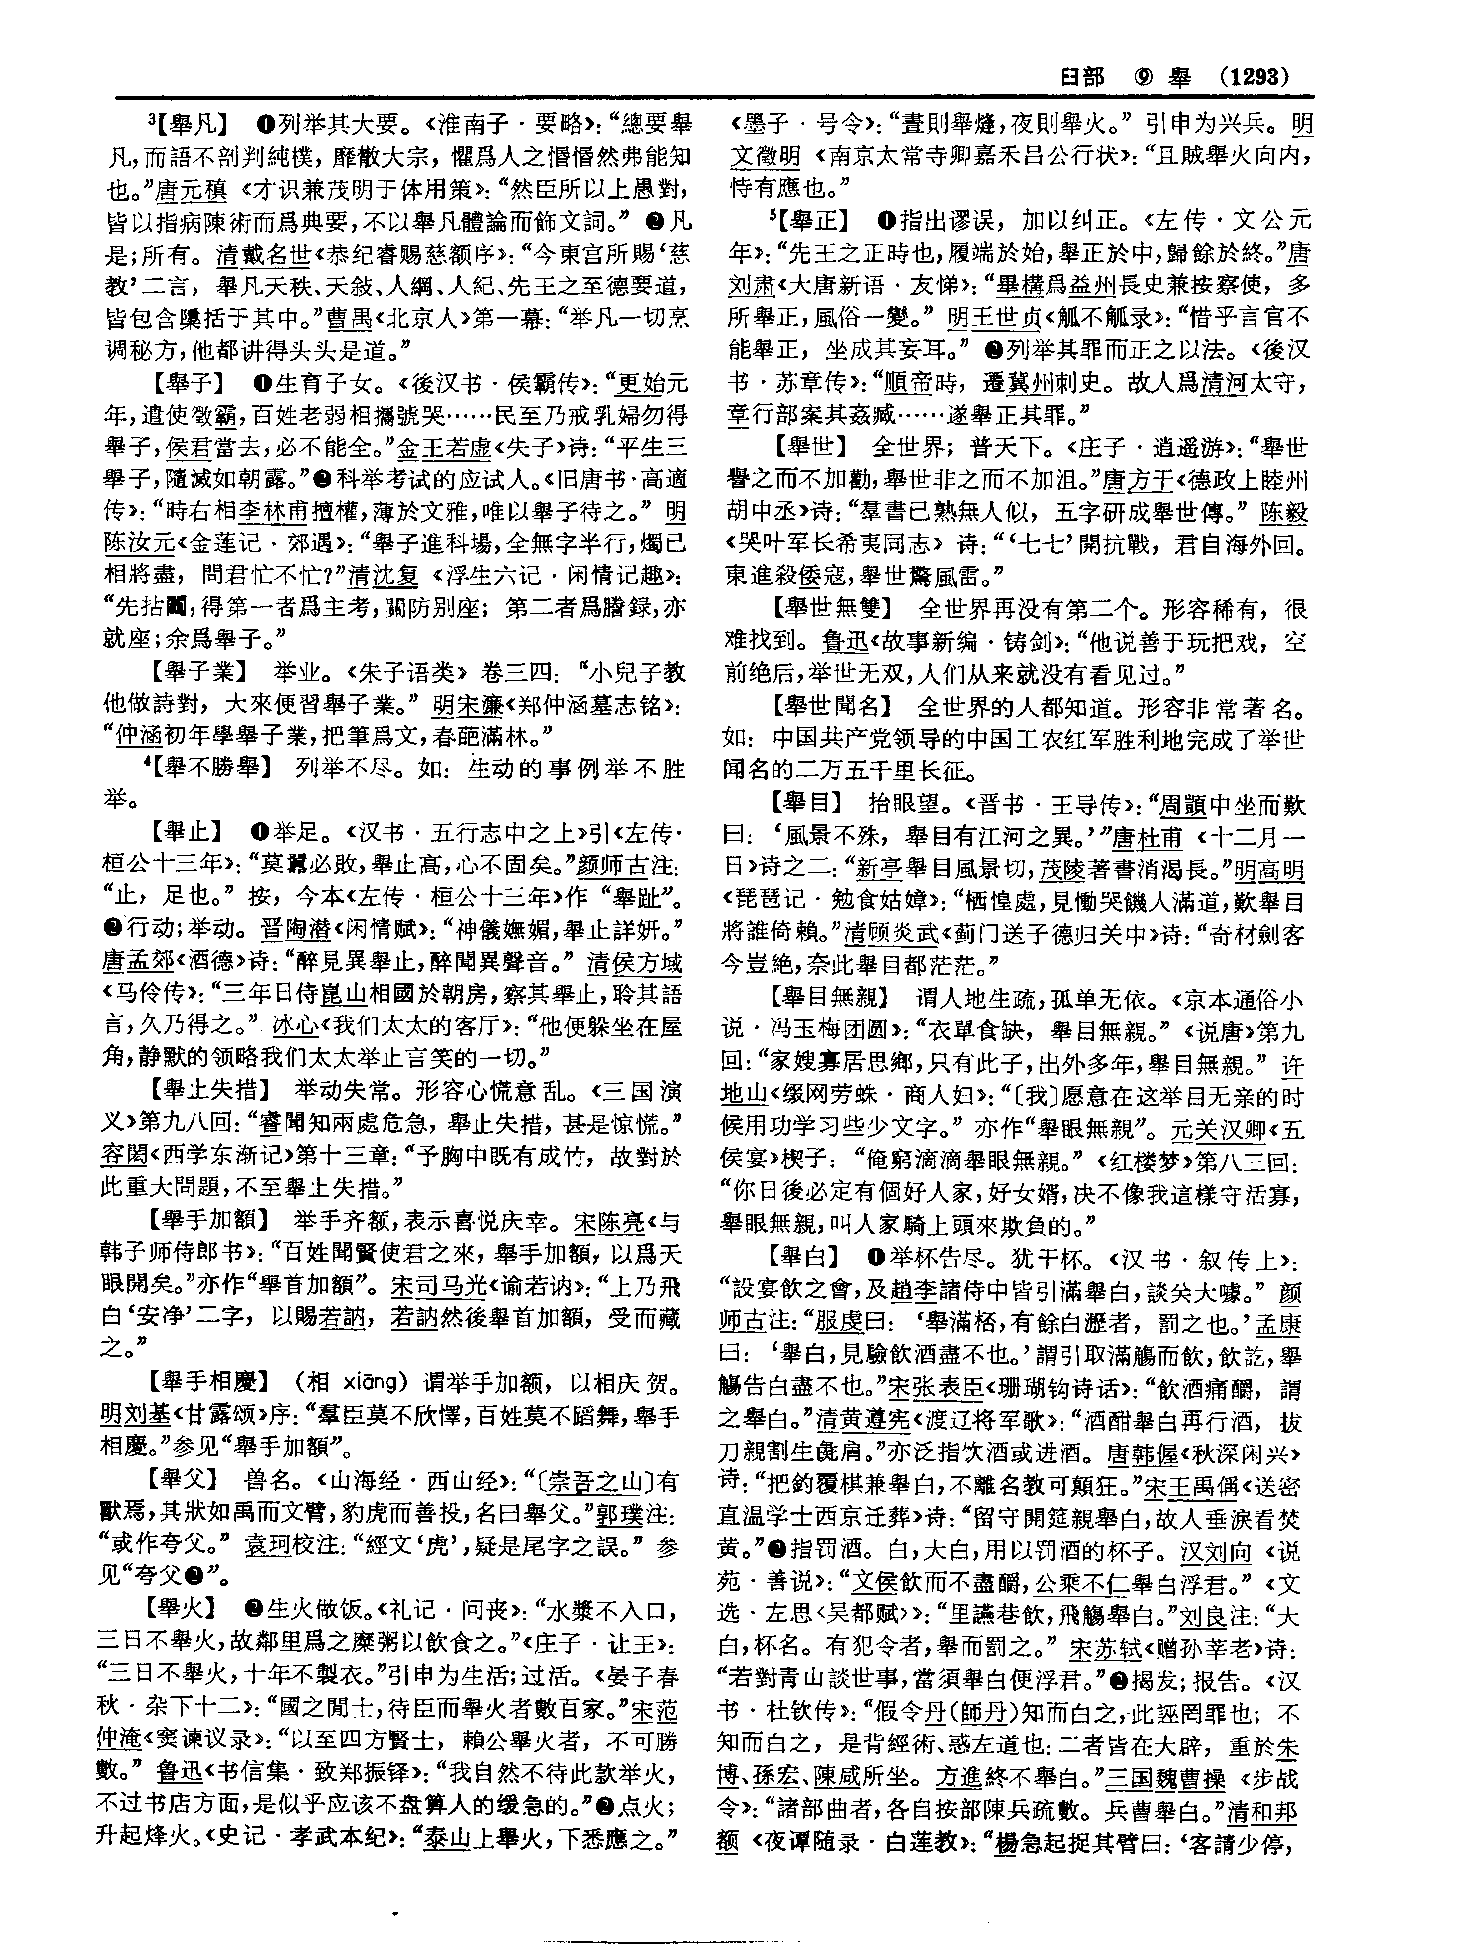 臼部 ⑨ 舉 （1293）
³【舉凡】 ❶列举其大要。《淮南子·要略》：“總要舉
凡，而語不剖判純樸，靡散大宗，懼爲人之惛惛然弗能知
也。”唐元稹《才识兼茂明于体用策》：“然臣所以上愚對，
皆以指病陳術而爲典要，不以舉凡體論而飾文詞。” ❷凡
是；所有。清戴名世《恭纪睿赐慈额序》：“今東宫所賜‘慈
教’二言，舉凡天秩、天敍、人綱、人紀、先王之至德要道，
皆包含檃括于其中。”曹禺《北京人》第一幕：“举凡一切烹
调秘方，他都讲得头头是道。”
【舉子】 ❶生育子女。《後汉书·侯霸传》：“更始元
年，遣使徵霸，百姓老弱相攜號哭……民至乃戒乳婦勿得
舉子，侯君當去，必不能全。”金王若虚《失子》诗：“平生三
舉子，隨滅如朝露。”❷科举考试的应试人。《旧唐书·高適
传》：“時右相李林甫擅權，薄於文雅，唯以舉子待之。” 明
陈汝元《金莲记·郊遇》：“舉子進科場，全無字半行，燭已
相將盡，問君忙不忙？”清沈复《浮生六记·闲情记趣》：
“先拈鬮，得第一者爲主考，關防别座；第二者爲謄録，亦
就座；余爲舉子。”
【舉子業】 举业。《朱子语类》卷三四：“小兒子教
他做詩對，大來便習舉子業。” 明宋濂《郑仲涵墓志铭》：
“仲涵初年學舉子業，把筆爲文，春葩滿林。”
⁴【舉不勝舉】 列举不尽。如：生动的事例举不胜
举。
【舉止】 ❶举足。《汉书·五行志中之上》引《左传·
桓公十三年》：“莫囂必敗，舉止高，心不固矣。”颜师古注：
“止，足也。” 按，今本《左传·桓公十三年》作“舉趾”。
❷行动；举动。晋陶潜《闲情赋》：“神儀嫵媚，舉止詳妍。”
唐孟郊《酒德》诗：“醉見異舉止，醉聞異聲音。” 清侯方域
《马伶传》：“三年日侍崑山相國於朝房，察其舉止，聆其語
言，久乃得之。” 冰心《我们太太的客厅》：“他便躲坐在屋
角，静默的领略我们太太举止言笑的一切。”
【舉止失措】 举动失常。形容心慌意乱。《三国演
义》第九八回：“睿聞知兩處危急，舉止失措，甚是惊慌。”
容閎《西学东渐记》第十三章：“予胸中既有成竹，故對於
此重大問題，不至舉止失措。”
【舉手加額】 举手齐额，表示喜悦庆幸。宋陈亮《与
韩子师侍郎书》：“百姓聞賢使君之來，舉手加額，以爲天
眼開矣。”亦作“舉首加額”。宋司马光《谕若讷》：“上乃飛
白‘安净’二字，以賜若訥，若訥然後舉首加額，受而藏
之。”
【舉手相慶】 （相 xiāng）谓举手加额，以相庆贺。
明刘基《甘露颂》序：“羣臣莫不欣懌，百姓莫不蹈舞，舉手
相慶。”参见“舉手加額”。
【舉父】 兽名。《山海经·西山经》：“〔崇吾之山〕有
獸焉，其狀如禺而文臂，豹虎而善投，名曰舉父。”郭璞注：
“或作夸父。” 袁珂校注：“經文‘虎’，疑是尾字之誤。” 参
见“夸父❷”。
【舉火】 ❷生火做饭。《礼记·问丧》：“水漿不入口，
三日不舉火，故鄰里爲之糜粥以飲食之。”《庄子·让王》：
“三日不舉火，十年不製衣。”引申为生活；过活。《晏子春
秋·杂下十二》：“國之閒士，待臣而舉火者數百家。”宋范
仲淹《窦谏议录》：“以至四方賢士，賴公舉火者，不可勝
數。” 鲁迅《书信集·致郑振铎》：“我自然不待此款举火，
不过书店方面，是似乎应该不盘算人的缓急的。”❷点火；
升起烽火。《史记·孝武本纪》：“泰山上舉火，下悉應之。”
《墨子·号令》：“晝則舉烽，夜則舉火。” 引申为兴兵。明
文徵明《南京太常寺卿嘉禾吕公行状》：“且賊舉火向内，
恃有應也。”
⁵【舉正】 ❶指出谬误，加以纠正。《左传·文公元
年》：“先王之正時也，履端於始，舉正於中，歸餘於終。”唐
刘肃《大唐新语·友悌》：“畢構爲益州長史兼按察使，多
所舉正，風俗一變。” 明王世贞《觚不觚录》：“惜乎言官不
能舉正，坐成其妄耳。” ❷列举其罪而正之以法。《後汉
书·苏章传》：“順帝時，遷冀州刺史。故人爲清河太守，
章行部案其姦臧……遂舉正其罪。”
【舉世】 全世界；普天下。《庄子·逍遥游》：“舉世
譽之而不加勸，舉世非之而不加沮。”唐方干《德政上睦州
胡中丞》诗：“羣書已熟無人似，五字研成舉世傳。” 陈毅
《哭叶军长希夷同志》诗：“‘七七’開抗戰，君自海外回。
東進殺倭寇，舉世驚風雷。”
【舉世無雙】 全世界再没有第二个。形容稀有，很
难找到。鲁迅《故事新编·铸剑》：“他说善于玩把戏，空
前绝后，举世无双，人们从来就没有看见过。”
【舉世聞名】 全世界的人都知道。形容非常著名。
如：中国共产党领导的中国工农红军胜利地完成了举世
闻名的二万五千里长征。
【舉目】 抬眼望。《晋书·王导传》：“周顗中坐而歎
曰：‘風景不殊，舉目有江河之異。’”唐杜甫《十二月一
日》诗之二：“新亭舉目風景切，茂陵著書消渴長。”明高明
《琵琶记·勉食姑嫜》：“栖惶處，見慟哭饑人滿道，歎舉目
將誰倚賴。”清顾炎武《蓟门送子德归关中》诗：“奇材劍客
今豈絶，奈此舉目都茫茫。”
【舉目無親】 谓人地生疏，孤单无依。《京本通俗小
说·冯玉梅团圆》：“衣單食缺，舉目無親。”《说唐》第九
回：“家嫂寡居思鄉，只有此子，出外多年，舉目無親。” 许
地山《缀网劳蛛·商人妇》：“〔我〕愿意在这举目无亲的时
候用功学习些少文字。” 亦作“舉眼無親”。元关汉卿《五
侯宴》楔子：“俺窮滴滴舉眼無親。”《红楼梦》第八二回：
“你日後必定有個好人家，好女婿，决不像我這樣守活寡，
舉眼無親，叫人家騎上頭來欺負的。”
【舉白】 ❶举杯告尽。犹干杯。《汉书·叙传上》：
“設宴飲之會，及趙李諸侍中皆引滿舉白，談关大噱。” 颜
师古注：“服虔曰：‘舉滿桮，有餘白瀝者，罰之也。’孟康
曰：‘舉白，見驗飲酒盡不也。’謂引取滿觴而飲，飲訖，舉
觴告白盡不也。”宋张表臣《珊瑚钩诗话》：“飲酒痛釂，謂
之舉白。”清黄遵宪《渡辽将军歌》：“酒酣舉白再行酒，拔
刀親割生彘肩。”亦泛指饮酒或进酒。唐韩偓《秋深闲兴》
诗：“把釣覆棋兼舉白，不離名教可顛狂。”宋王禹偁《送密
直温学士西京迁葬》诗：“留守開筵親舉白，故人垂淚看焚
黄。”❷指罚酒。白，大白，用以罚酒的杯子。汉刘向《说
苑·善说》：“文侯飲而不盡釂，公乘不仁舉白浮君。”《文
选·左思〈吴都赋〉》：“里讌巷飲，飛觴舉白。”刘良注：“大
白，杯名。有犯令者，舉而罰之。” 宋苏轼《赠孙莘老》诗：
“若對青山談世事，當須舉白便浮君。”❸揭发；报告。《汉
书·杜钦传》：“假令丹（師丹）知而白之，此誣罔罪也；不
知而白之，是背經術、惑左道也：二者皆在大辟，重於朱
博、孫宏、陳咸所坐。方進終不舉白。”三国魏曹操《步战
令》：“諸部曲者，各自按部陳兵疏數。兵曹舉白。”清和邦
额《夜谭随录·白莲教》：“楊急起捉其臂曰：‘客請少停，